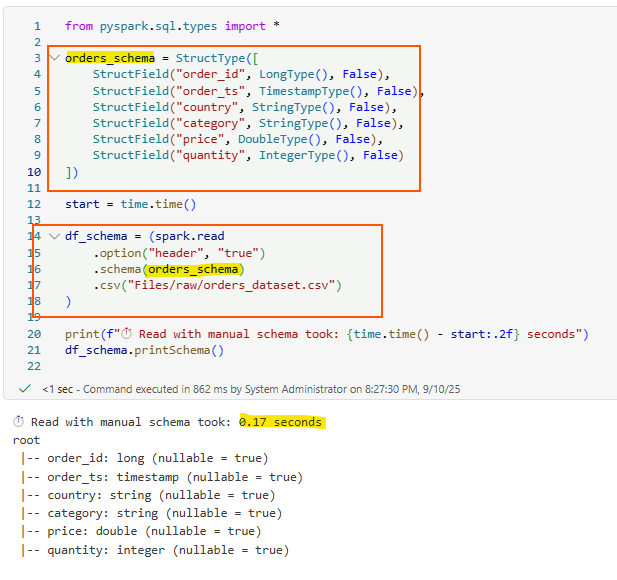 1 from pyspark.sql.types import *
2
3 orders_schema = StructType([
4 StructField("order_id", LongType(), False),
5 StructField("order_ts", TimestampType(), False),
6 StructField("country", StringType(), False),
7 StructField("category", StringType(), False),
8 StructField("price", DoubleType(), False),
9 StructField("quantity", IntegerType(), False)
10 ])
11
12 start = time.time()
13
14 df_schema = (spark.read
15 .option("header", "true")
16 .schema(orders_schema)
17 .csv("Files/raw/orders_dataset.csv")
18 )
19
20 print(f"⏱ Read with manual schema took: {time.time() - start:.2f} seconds")
21 df_schema.printSchema()
22
<1 sec - Command executed in 862 ms by System Administrator on 8:27:30 PM, 9/10/25
⏱ Read with manual schema took: 0.17 seconds
root
|-- order_id: long (nullable = true)
|-- order_ts: timestamp (nullable = true)
|-- country: string (nullable = true)
|-- category: string (nullable = true)
|-- price: double (nullable = true)
|-- quantity: integer (nullable = true)